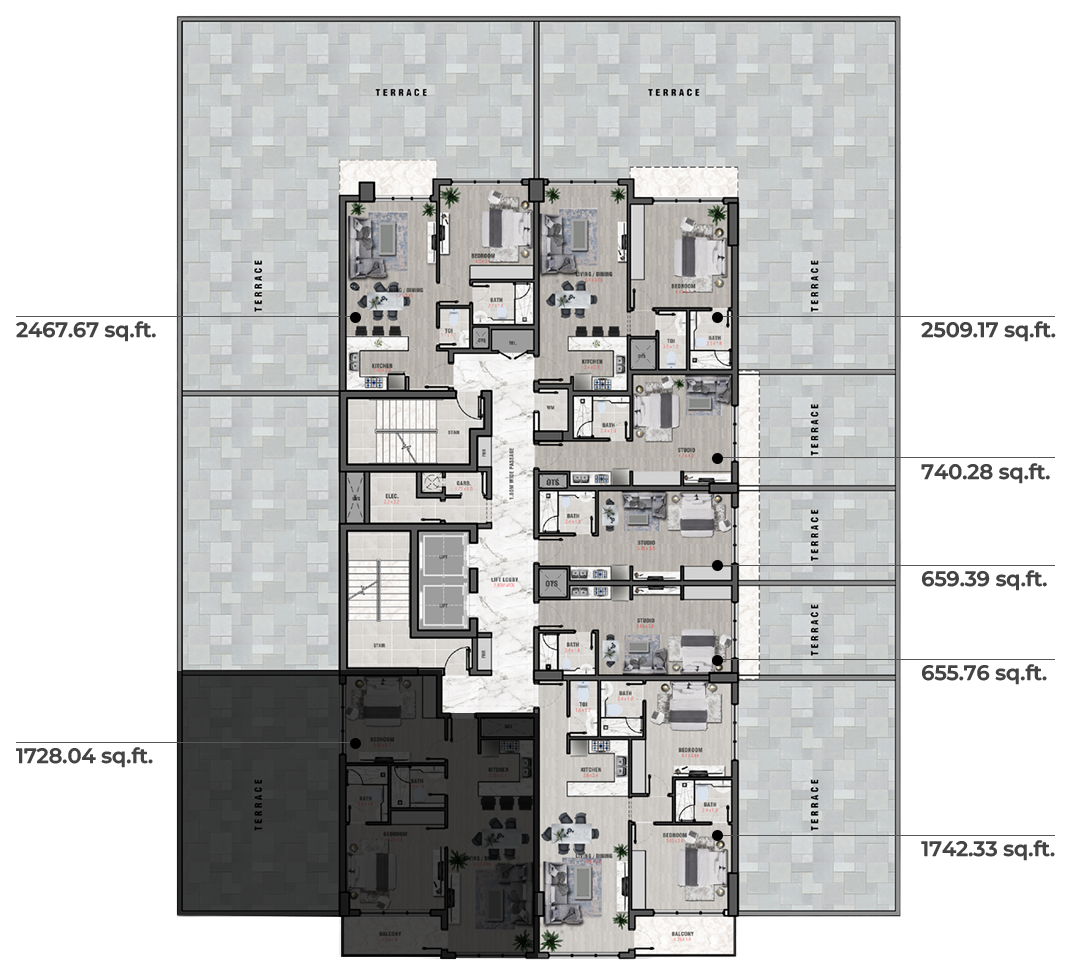 TERRACE
TERRACE
TERRACE
TERRACE
BEDROOM
LIVING / DINING
BEDROOM
BATH
2467.67 sq.ft.
2509.17 sq.ft.
TOI
TOI
BATH
KITCHEN
KITCHEN
TERRACE
BATH
STAIR
STUDIO
1.80M WIDE PASSAGE
740.28 sq.ft.
OTS
ELEC.
GARB.
BATH
TERRACE
STUDIO
LIFT
LIFT LOBBY
659.39 sq.ft.
OTS
LIFT
TERRACE
STUDIO
BATH
STAIR
655.76 sq.ft.
BATH
TOI
BEDROOM
BEDROOM
1728.04 sq.ft.
KITCHEN
KITCHEN
BATH
BATH
BATH
TERRACE
TERRACE
BEDROOM
BEDROOM
1742.33 sq.ft.
LIVING / DINING
BALCONY
BALCONY